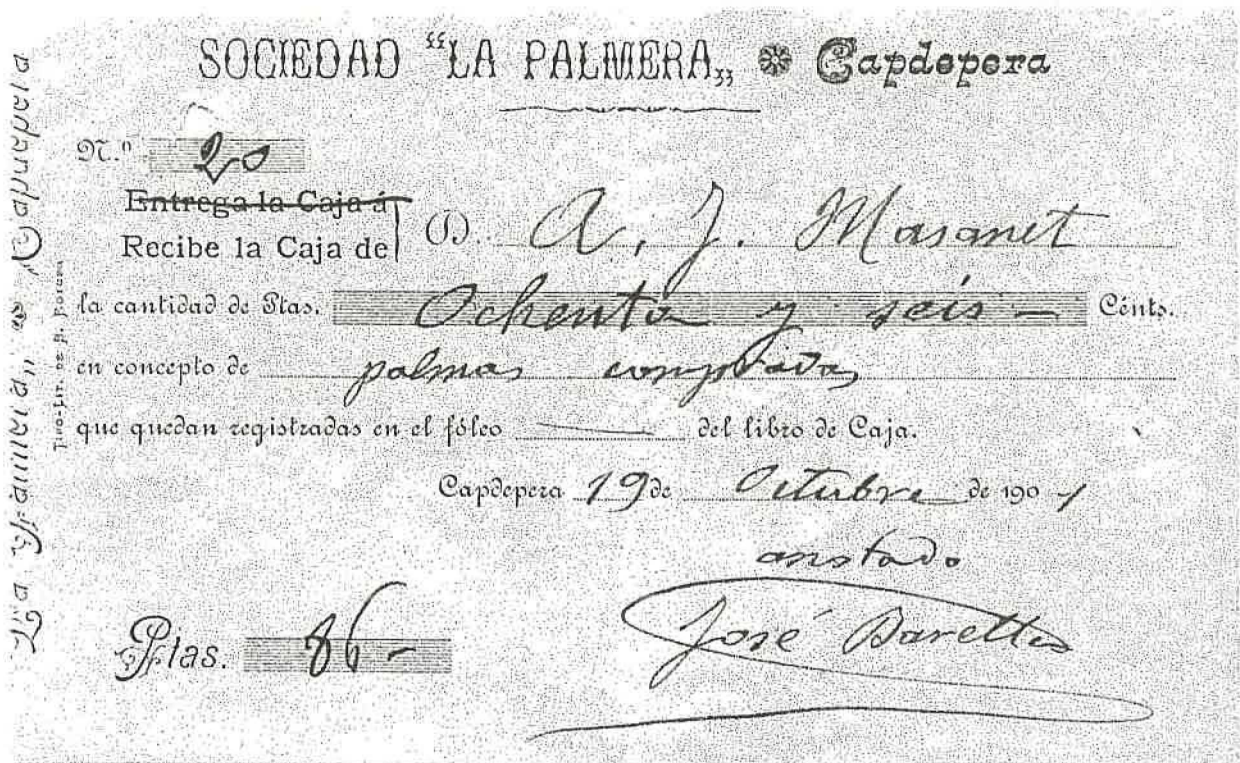 SOCIEDAD “LA PALMERA„ Capdepera
N.º 20
Entrega la Caja á
Recibe la Caja de D. A. J. Masanet
la cantidad de Ptas. Ochenta y seis — Cénts.
en concepto de palmas compradas
que quedan registradas en el fóleo — del libro de Caja.
Capdepera 19 de Octubre de 1901
José
Ptas. 86 -
"La Palmera" Capdepera